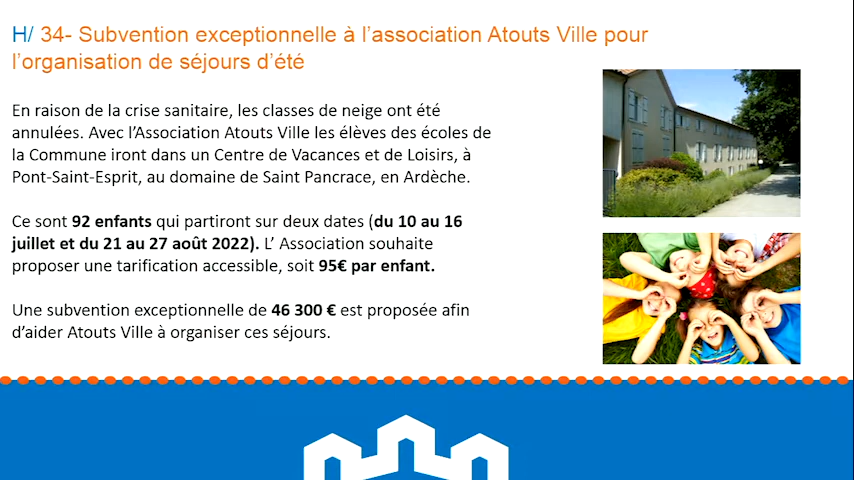 H/ 34- Subvention exceptionnelle à l’association Atouts Ville pour
l’organisation de séjours d’été
En raison de la crise sanitaire, les classes de neige ont été
annulées. Avec l’Association Atouts Ville les élèves des écoles de
la Commune iront dans un Centre de Vacances et de Loisirs, à
Pont-Saint-Esprit, au domaine de Saint Pancrace, en Ardèche.
Ce sont 92 enfants qui partiront sur deux dates (du 10 au 16
juillet et du 21 au 27 août 2022). L’ Association souhaite
proposer une tarification accessible, soit 95€ par enfant.
Une subvention exceptionnelle de 46 300 € est proposée afin
d’aider Atouts Ville à organiser ces séjours.